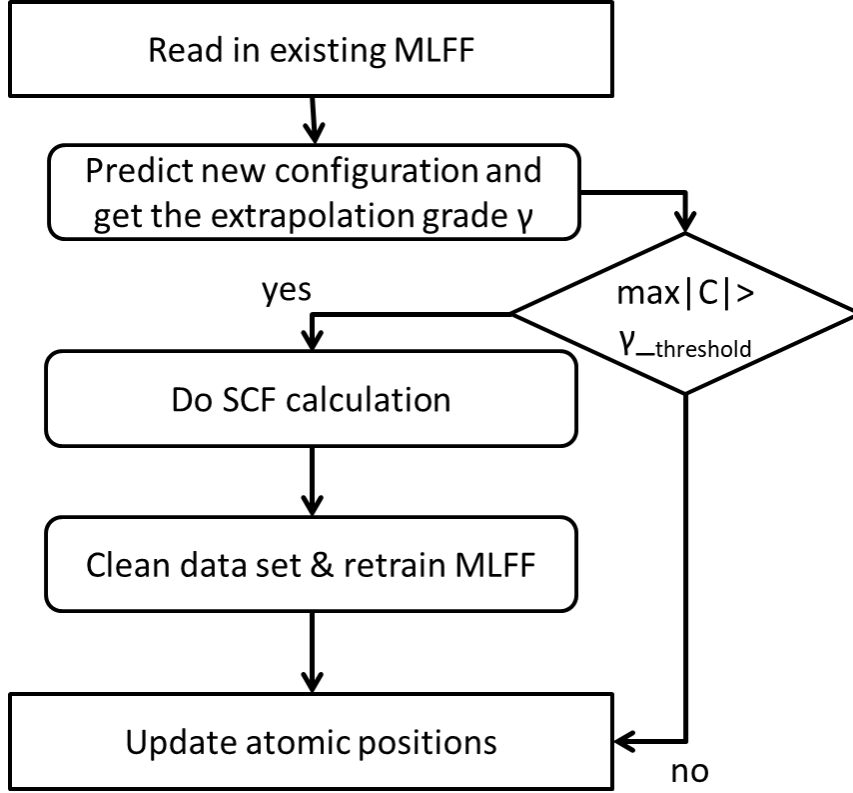 Read in existing MLFF
Predict new configuration and
get the extrapolation grade γ
yes
max|C|>
γ_threshold
Do SCF calculation
Clean data set & retrain MLFF
Update atomic positions
no